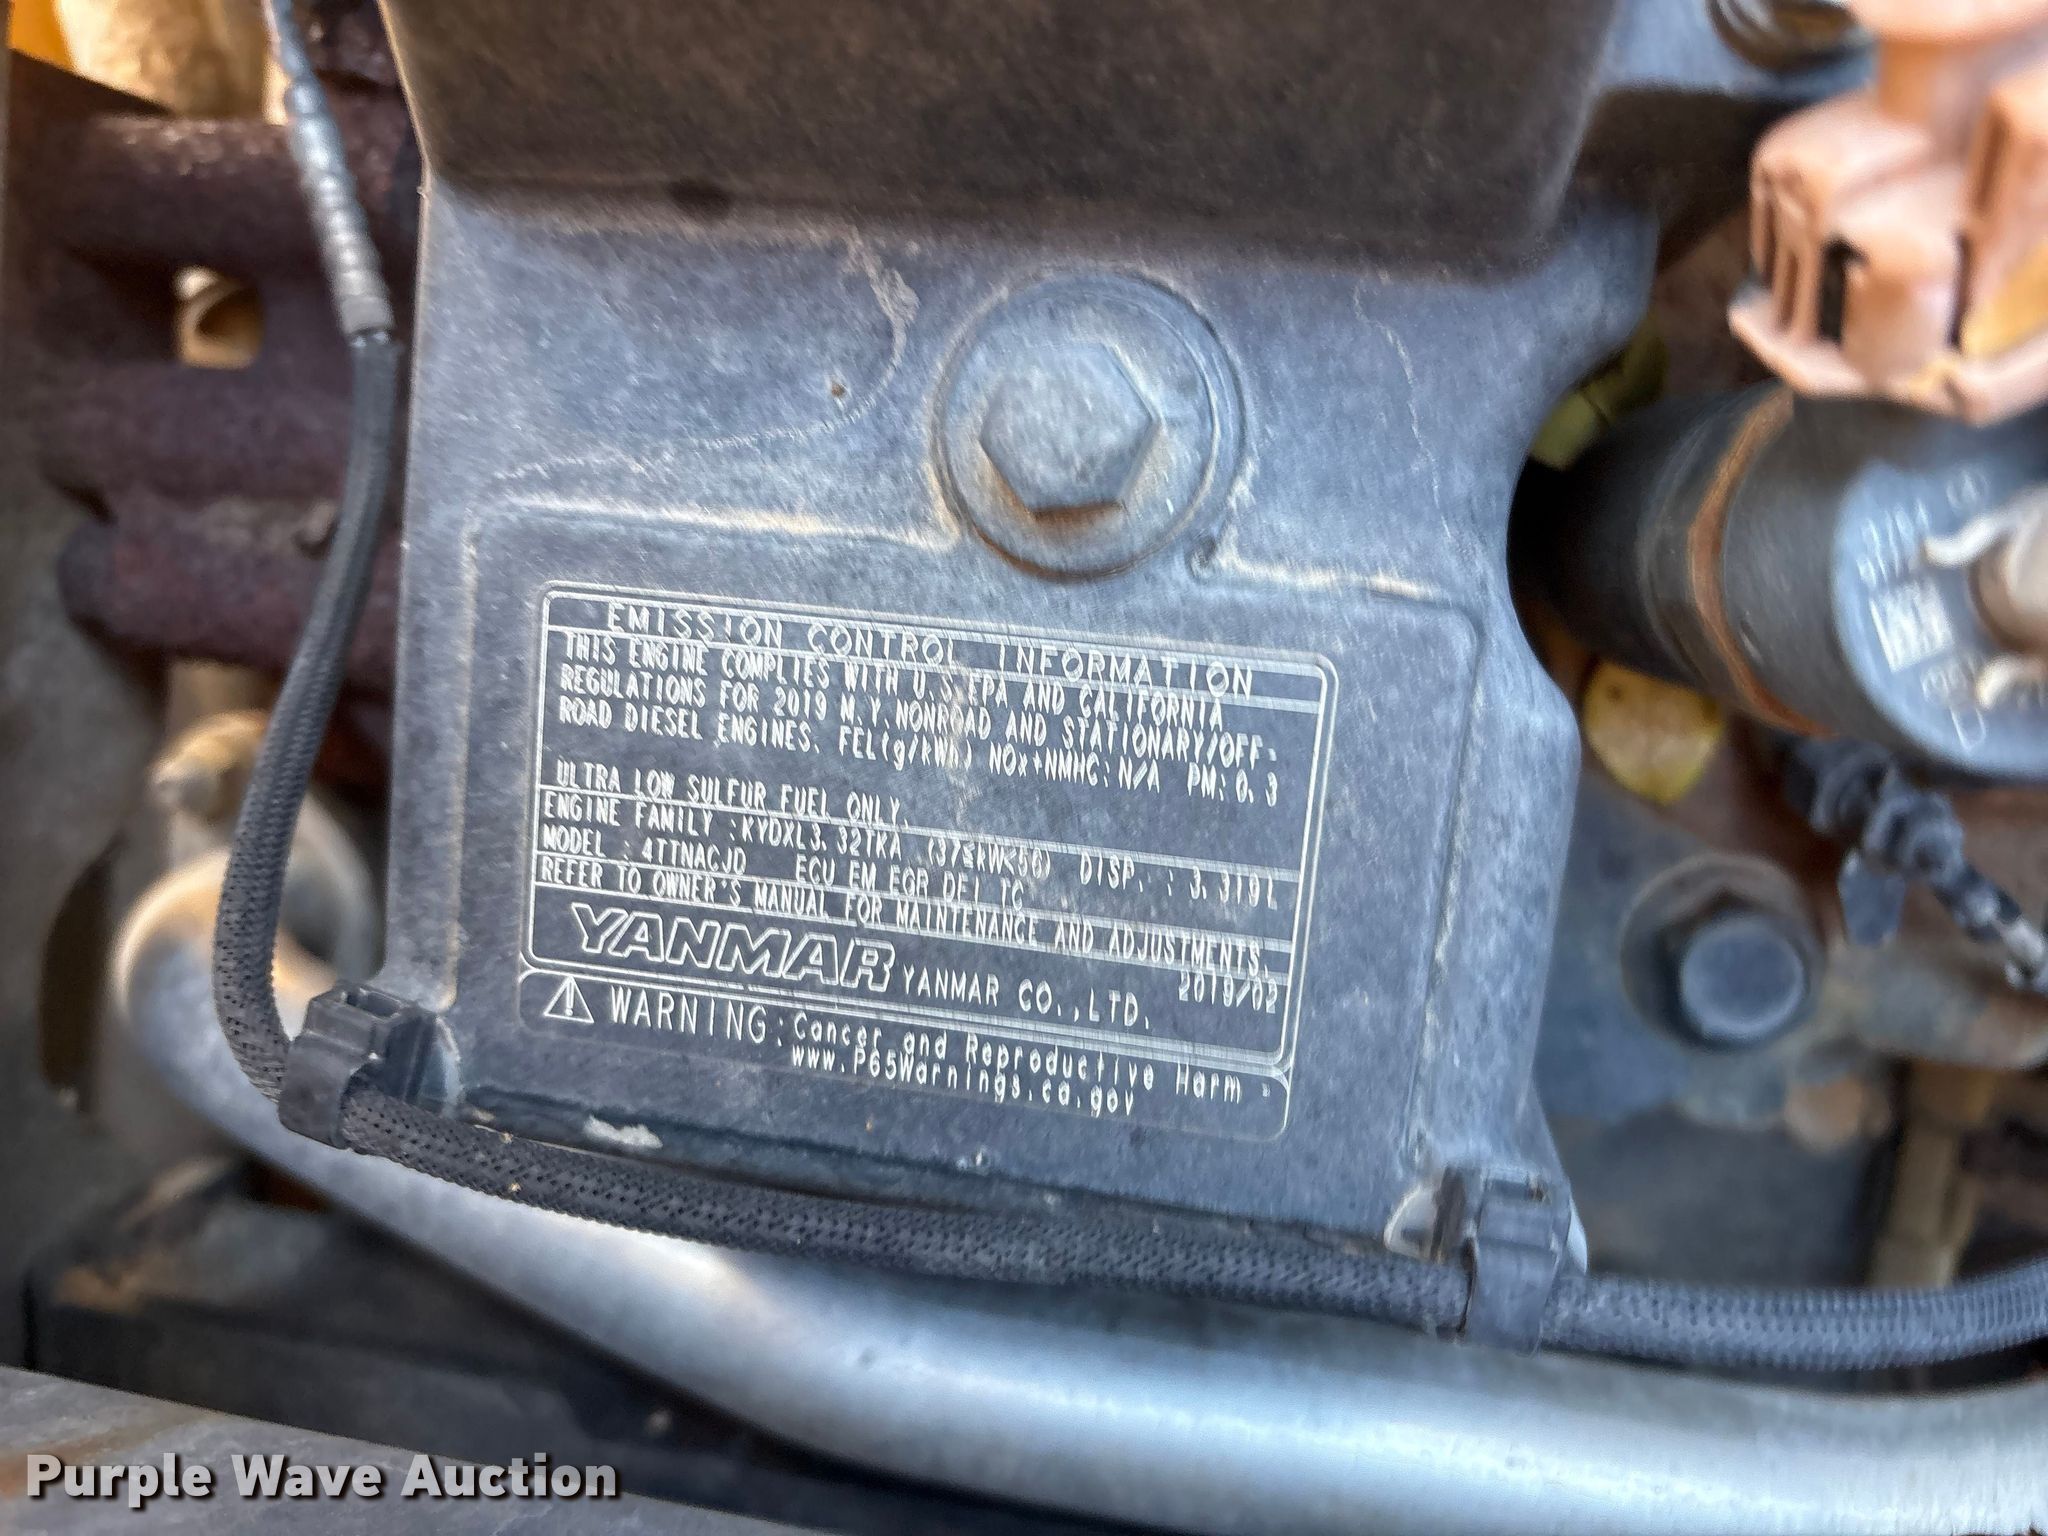 EMISSION CONTROL INFORMATION
THIS ENGINE COMPLIES WITH U.S.EPA AND CALIFORNIA
REGULATIONS FOR 2019 M.Y.NONROAD AND STATIONARY/OFF-
ROAD DIESEL ENGINES. FEL(g/kWh) NOx+NMHC:N/A PM:0.3
ULTRA LOW SULFUR FUEL ONLY.
ENGINE FAMILY :KYDXL3.32TKA (37≤kW<56) DISP. : 3.319L
MODEL : 4TTNACJD ECU EM EGR DFI TC
REFER TO OWNER'S MANUAL FOR MAINTENANCE AND ADJUSTMENTS.
YANMAR YANMAR CO.,LTD. 2019/02
WARNING: Cancer and Reproductive Harm -
www.P65Warnings.ca.gov
Purple Wave Auction